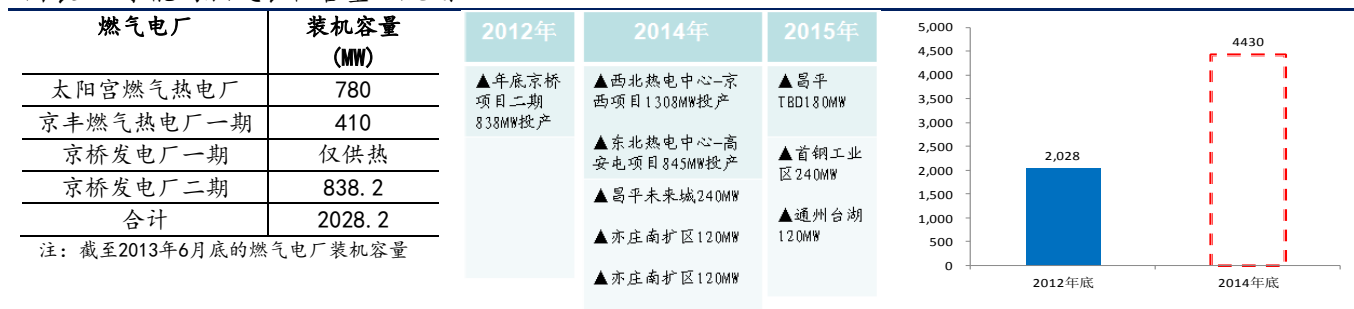 燃气电厂 装机容量
(MW)
太阳宫燃气热电厂 780
京丰燃气热电厂一期 410
京桥发电厂一期 仅供热
京桥发电厂二期 838.2
合计 2028.2
注：截至2013年6月底的燃气电厂装机容量
2012年
▲年底京桥
项目二期
838MW投产
2014年
▲西北热电中心-京
西项目1308MW投产
▲东北热电中心-高
安屯项目845MW投产
▲昌平未来城240MW
▲亦庄南扩区120MW
▲亦庄南扩区120MW
2015年
▲昌平
TBD180MW
▲首钢工业
区240MW
▲通州台湖
120MW
5,000
4,500
4,000
3,500
3,000
2,500
2,000
1,500
1,000
500
0
2,028
4430
2012年底
2014年底